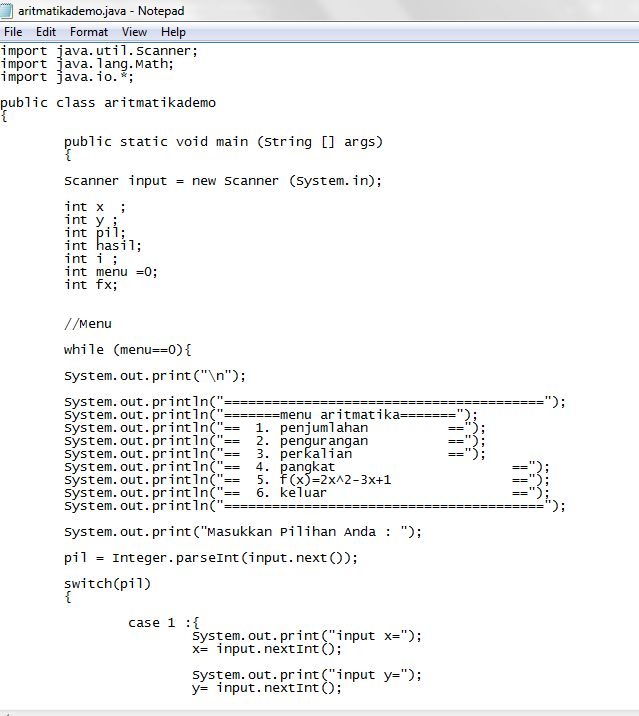 aritmatikademo.java - Notepad
File Edit Format View Help
import java.util.Scanner;
import java.lang.Math;
import java.io.*;
public class aritmatikademo
{
public static void main (String [] args)
{
Scanner input = new Scanner (System.in);
int x  ;
int y ;
int pil;
int hasil;
int i ;
int menu =0;
int fx;
//Menu
while (menu==0){
System.out.print("\n");
System.out.println("========================================");
System.out.println("=======menu aritmatika=======");
System.out.println("==  1. penjumlahan          ==");
System.out.println("==  2. pengurangan          ==");
System.out.println("==  3. perkalian            ==");
System.out.println("==  4. pangkat                      ==");
System.out.println("==  5. f(x)=2x^2-3x+1               ==");
System.out.println("==  6. keluar                       ==");
System.out.println("========================================");
System.out.print("Masukkan Pilihan Anda : ");
pil = Integer.parseInt(input.next());
switch(pil)
{
case 1 :{
System.out.print("input x=");
x= input.nextInt();
System.out.print("input y=");
y= input.nextInt();